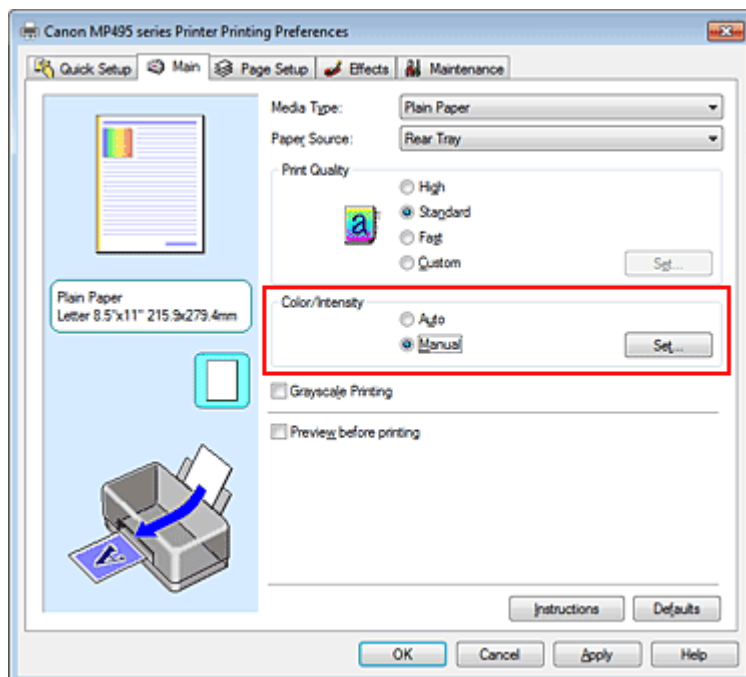 Canon MP495 series Printer Printing Preferences
Quick Setup Main Page Setup Effects Maintenance
Media Type: Plain Paper
Paper Source: Rear Tray
Print Quality
High
a Standard
Fast
Custom Set...
Plain Paper
Letter 8.5"x11" 215.9x279.4mm
Color/Intensity
Auto
Manual Set...
Grayscale Printing
Preview before printing
A
Instructions Defaults
OK Cancel Apply Help